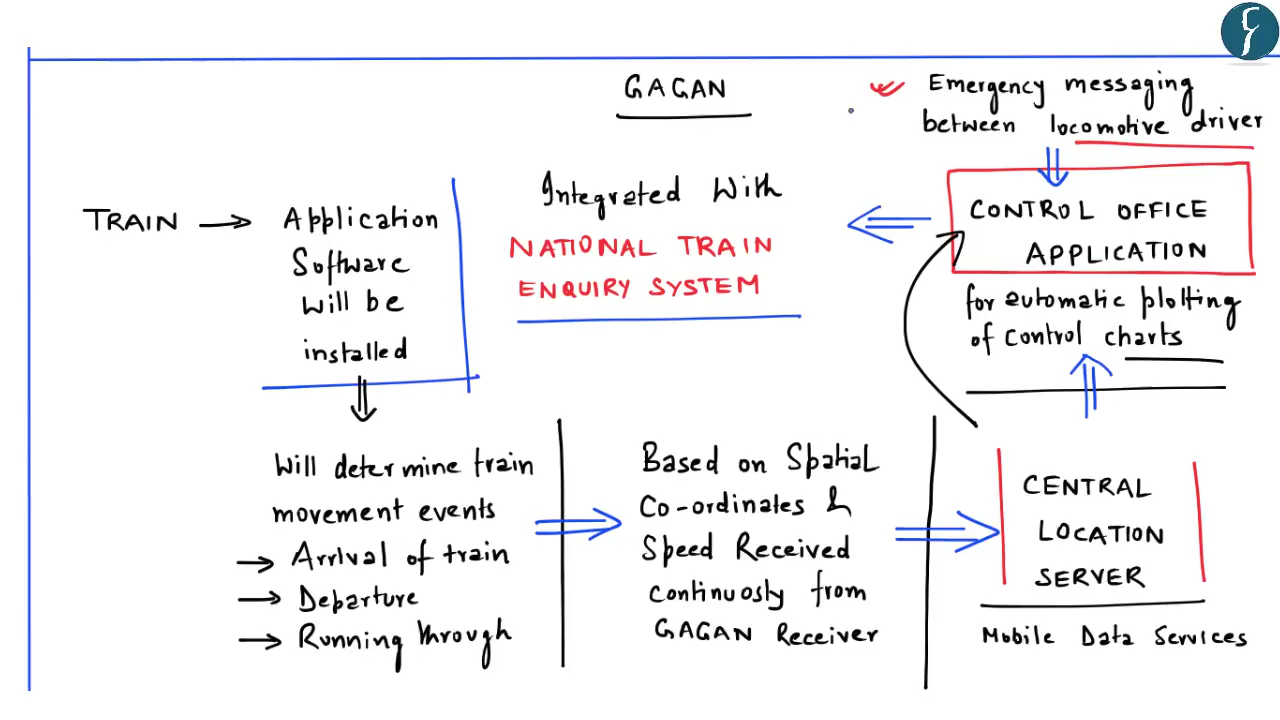 GAGAN
Emergency messaging
between locomotive driver
TRAIN → Application
Software
will be
installed
Integrated With
NATIONAL TRAIN
ENQUIRY SYSTEM
CONTROL OFFICE
APPLICATION
for automatic plotting
of control charts
Will determine train
movement events
→ Arrival of train
→ Departure
→ Running through
Based on Spatial
Co-ordinates &
Speed Received
continuosly from
GAGAN Receiver
CENTRAL
LOCATION
SERVER
Mobile Data Services